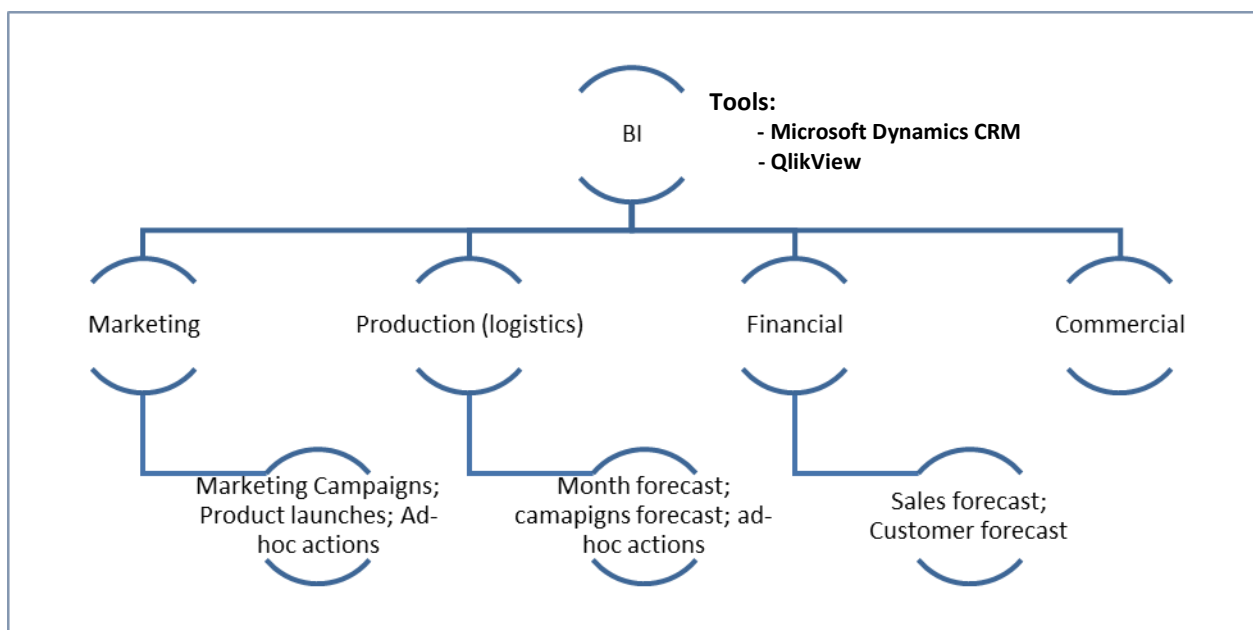 BI
Tools:
- Microsoft Dynamics CRM
- QlikView
Marketing
Production (logistics)
Financial
Commercial
Marketing Campaigns;
Product launches; Ad-
hoc actions
Month forecast;
camapigns forecast; ad-
hoc actions
Sales forecast;
Customer forecast